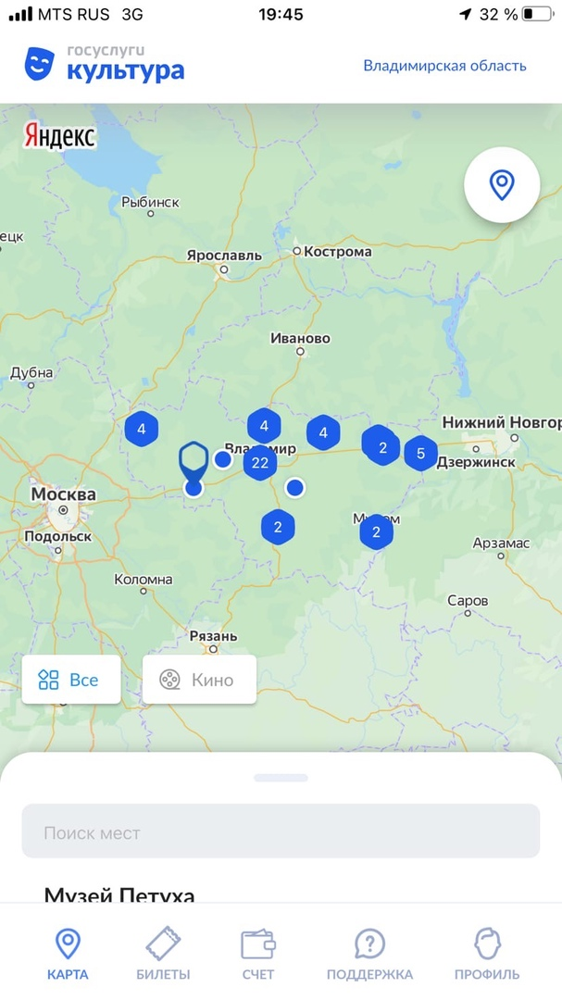 MTS RUS 3G 19:45 32 %
госуслуги
культура
Владимирская область
Яндекс
Рыбинск
ецк
Ярославль
Кострома
Иваново
Дубна
4
4
4
Нижний Новгор
2
5
22
Дзержинск
Москва
2
2
Подольск
Арзамас
Коломна
Саров
Рязань
Все
Кино
Поиск мест
Музей Петуха
КАРТА
БИЛЕТЫ
СЧЕТ
ПОДДЕРЖКА
ПРОФИЛЬ